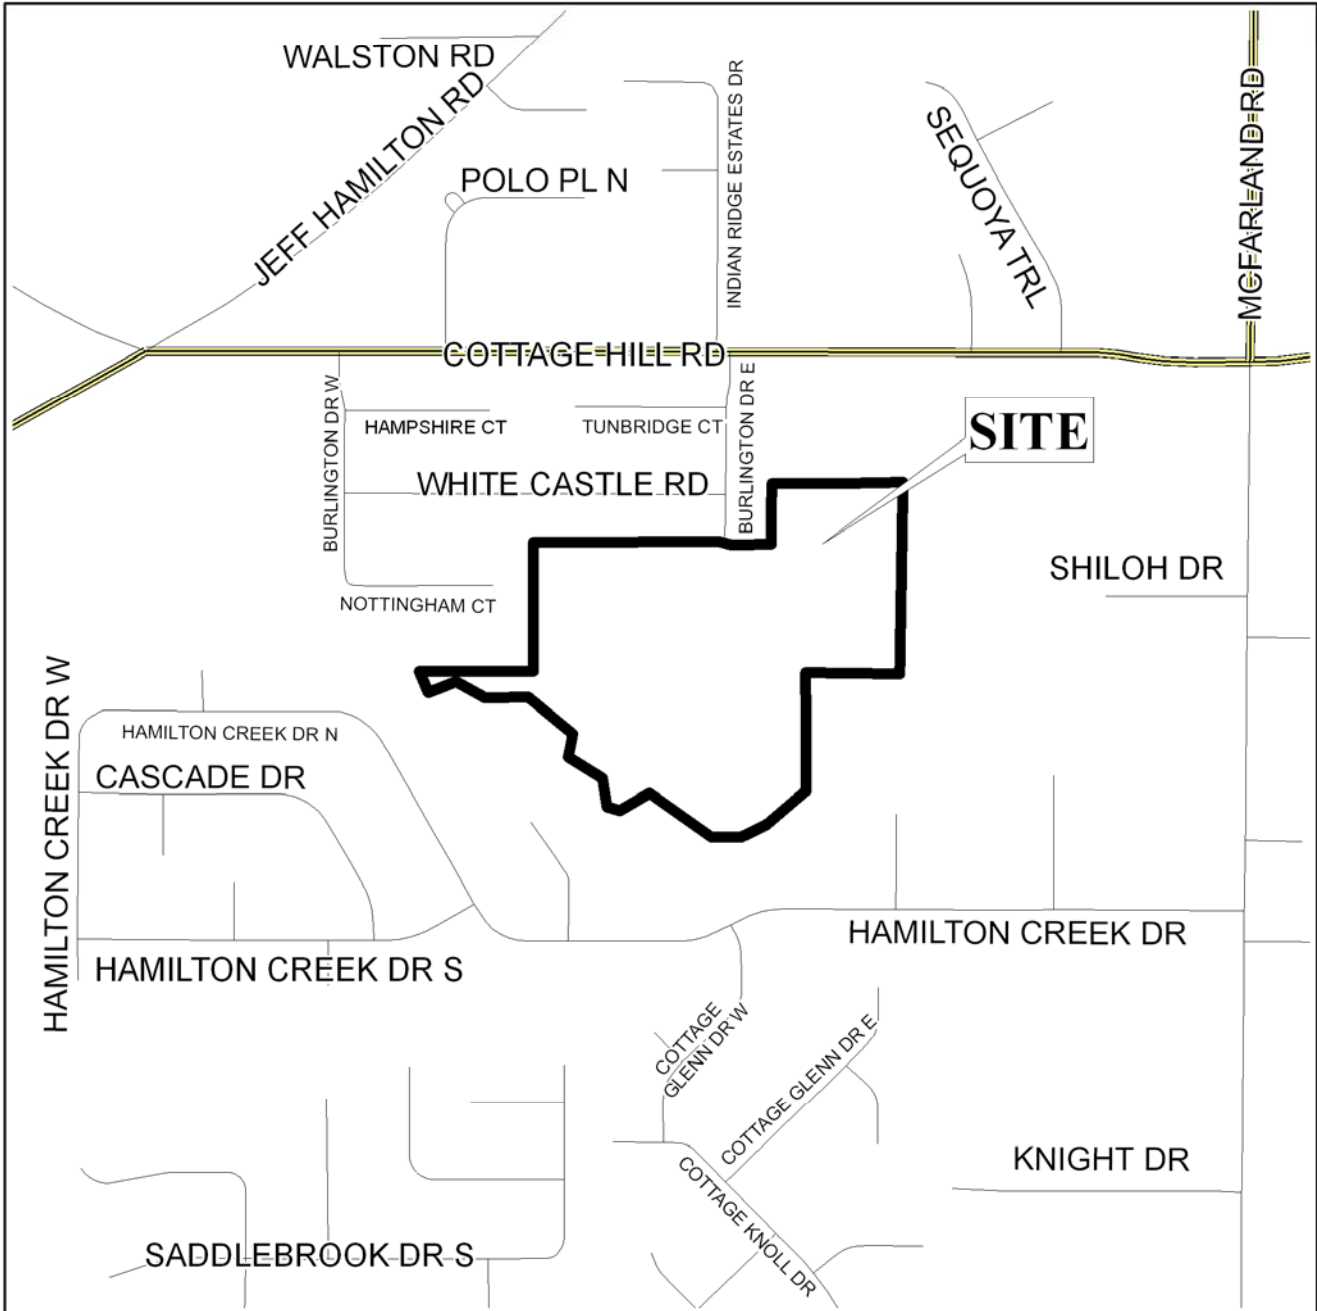 WALSTON RD
JEFF HAMILTON RD
POLO PL N
INDIAN RIDGE ESTATES DR
SEQUOYA TRL
MCFARLAND RD
COTTAGE HILL RD
BURLINGTON DR W
HAMPSHIRE CT
TUNBRIDGE CT
BURLINGTON DR E
SITE
WHITE CASTLE RD
SHILOH DR
NOTTINGHAM CT
HAMILTON CREEK DR W
HAMILTON CREEK DR N
CASCADE DR
HAMILTON CREEK DR
HAMILTON CREEK DR S
COTTAGE
GLENN DR W
COTTAGE GLENN DR E
KNIGHT DR
COTTAGE KNOLL DR
SADDLEBROOK DR S